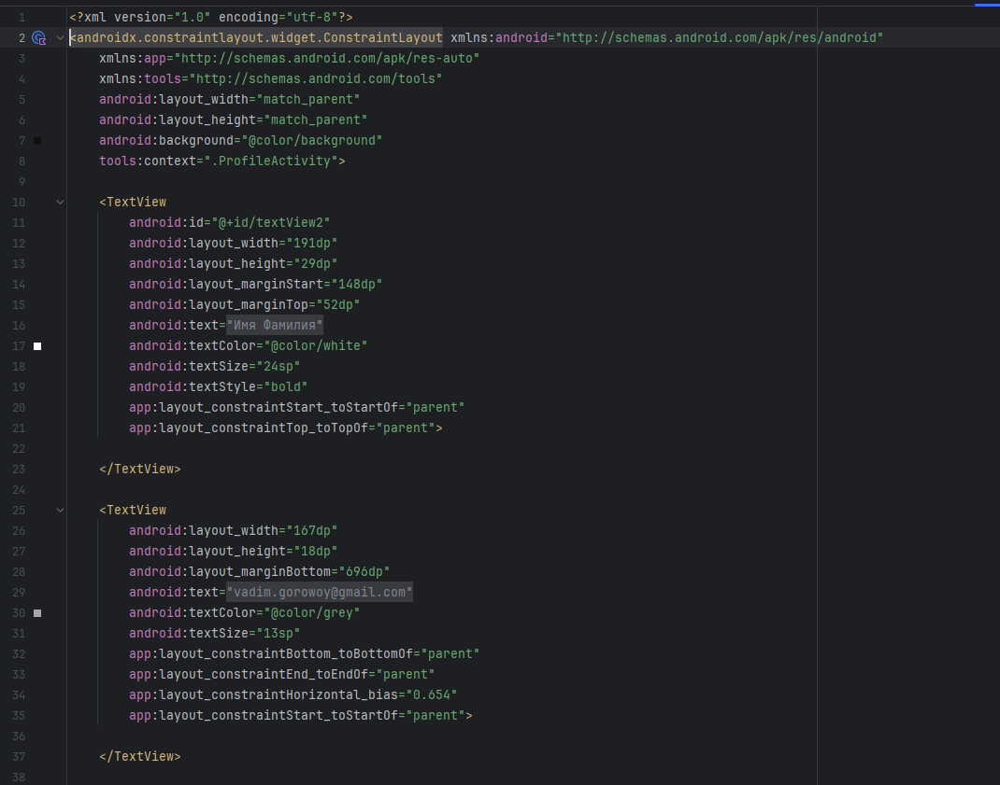 1 <?xml version="1.0" encoding="utf-8"?>
2 <androidx.constraintlayout.widget.ConstraintLayout xmlns:android="http://schemas.android.com/apk/res/android"
3 xmlns:app="http://schemas.android.com/apk/res-auto"
4 xmlns:tools="http://schemas.android.com/tools"
5 android:layout_width="match_parent"
6 android:layout_height="match_parent"
7 android:background="@color/background"
8 tools:context=".ProfileActivity">
9
10 <TextView
11 android:id="@+id/textView2"
12 android:layout_width="191dp"
13 android:layout_height="29dp"
14 android:layout_marginStart="148dp"
15 android:layout_marginTop="52dp"
16 android:text="Имя Фамилия"
17 android:textColor="@color/white"
18 android:textSize="24sp"
19 android:textStyle="bold"
20 app:layout_constraintStart_toStartOf="parent"
21 app:layout_constraintTop_toTopOf="parent">
22
23 </TextView>
24
25 <TextView
26 android:layout_width="167dp"
27 android:layout_height="18dp"
28 android:layout_marginBottom="696dp"
29 android:text="vadim.gorowoy@gmail.com"
30 android:textColor="@color/grey"
31 android:textSize="13sp"
32 app:layout_constraintBottom_toBottomOf="parent"
33 app:layout_constraintEnd_toEndOf="parent"
34 app:layout_constraintHorizontal_bias="0.654"
35 app:layout_constraintStart_toStartOf="parent">
36
37 </TextView>
38